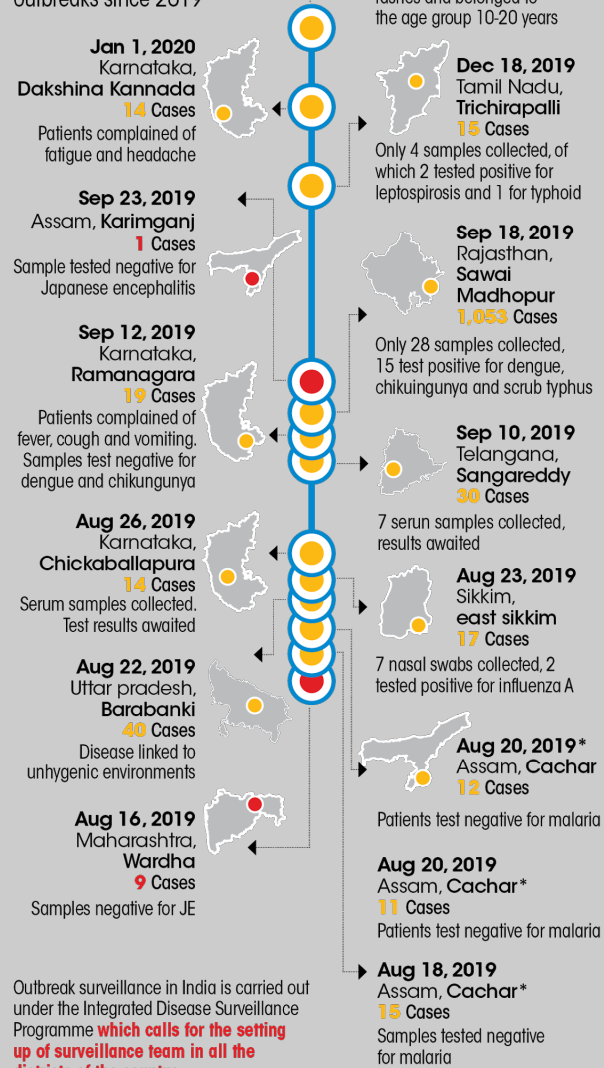 outbreaks since 2019
rashes and belonged to
the age group 10-20 years
Jan 1, 2020
Karnataka,
Dakshina Kannada
14 Cases
Patients complained of
fatigue and headache
Dec 18, 2019
Tamil Nadu,
Trichirapalli
15 Cases
Only 4 samples collected, of
which 2 tested positive for
leptospirosis and 1 for typhoid
Sep 23, 2019
Assam, Karimganj
1 Cases
Sample tested negative for
Japanese encephalitis
Sep 18, 2019
Rajasthan,
Sawai
Madhopur
1,053 Cases
Only 28 samples collected,
15 test positive for dengue,
chikuingunya and scrub typhus
Sep 12, 2019
Karnataka,
Ramanagara
19 Cases
Patients complained of
fever, cough and vomiting.
Samples test negative for
dengue and chikungunya
Sep 10, 2019
Telangana,
Sangareddy
30 Cases
7 serun samples collected,
results awaited
Aug 26, 2019
Karnataka,
Chickaballapura
14 Cases
Serum samples collected.
Test results awaited
Aug 23, 2019
Sikkim,
east sikkim
17 Cases
7 nasal swabs collected, 2
tested positive for influenza A
Aug 22, 2019
Uttar pradesh,
Barabanki
40 Cases
Disease linked to
unhygenic environments
Aug 20, 2019*
Assam, Cachar
12 Cases
Patients test negative for malaria
Aug 16, 2019
Maharashtra,
Wardha
9 Cases
Samples negative for JE
Aug 20, 2019
Assam, Cachar*
11 Cases
Patients test negative for malaria
Aug 18, 2019
Assam, Cachar*
15 Cases
Samples tested negative
for malaria
Outbreak surveillance in India is carried out
under the Integrated Disease Surveillance
Programme which calls for the setting
up of surveillance team in all the